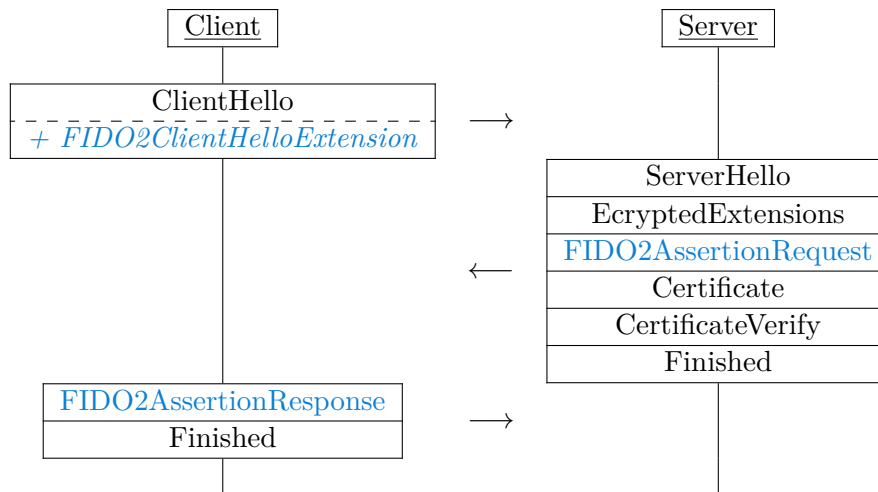 Client
Server
ClientHello
+ FIDO2ClientHelloExtension
ServerHello
EcryptedExtensions
FIDO2AssertionRequest
Certificate
CertificateVerify
Finished
FIDO2AssertionResponse
Finished